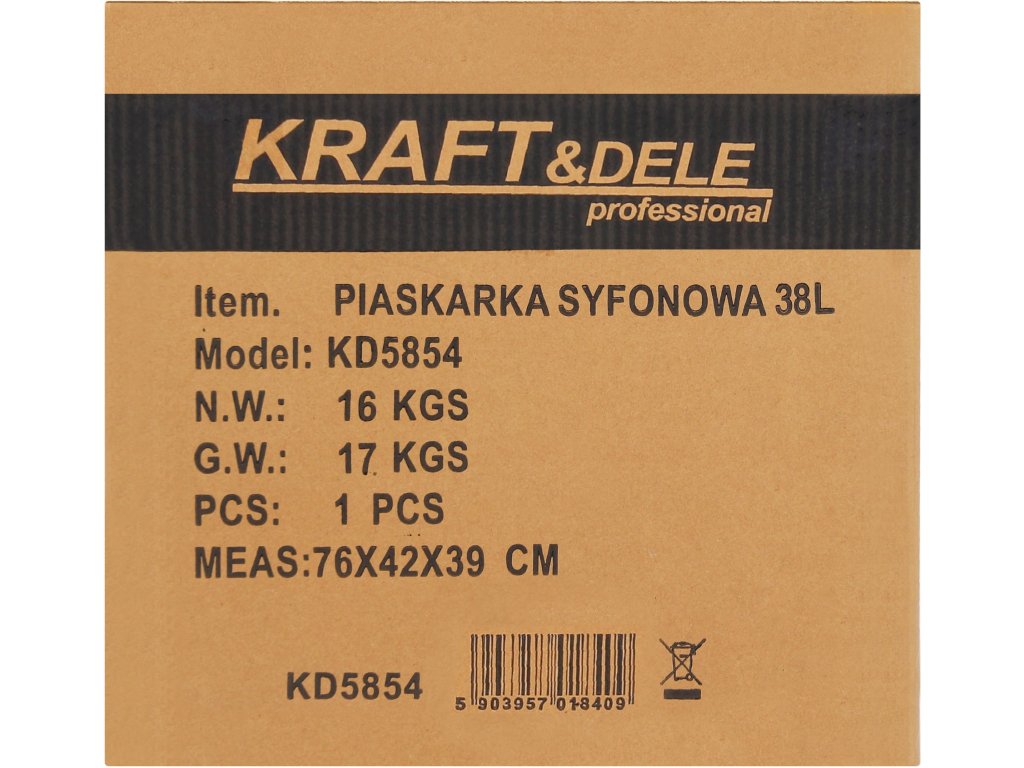 KRAFT&DELE
professional
Item. PIASKARKA SYFONOWA 38L
Model: KD5854
N.W.: 16 KGS
G.W.: 17 KGS
PCS: 1 PCS
MEAS:76X42X39 CM
KD5854
5 903957 018409